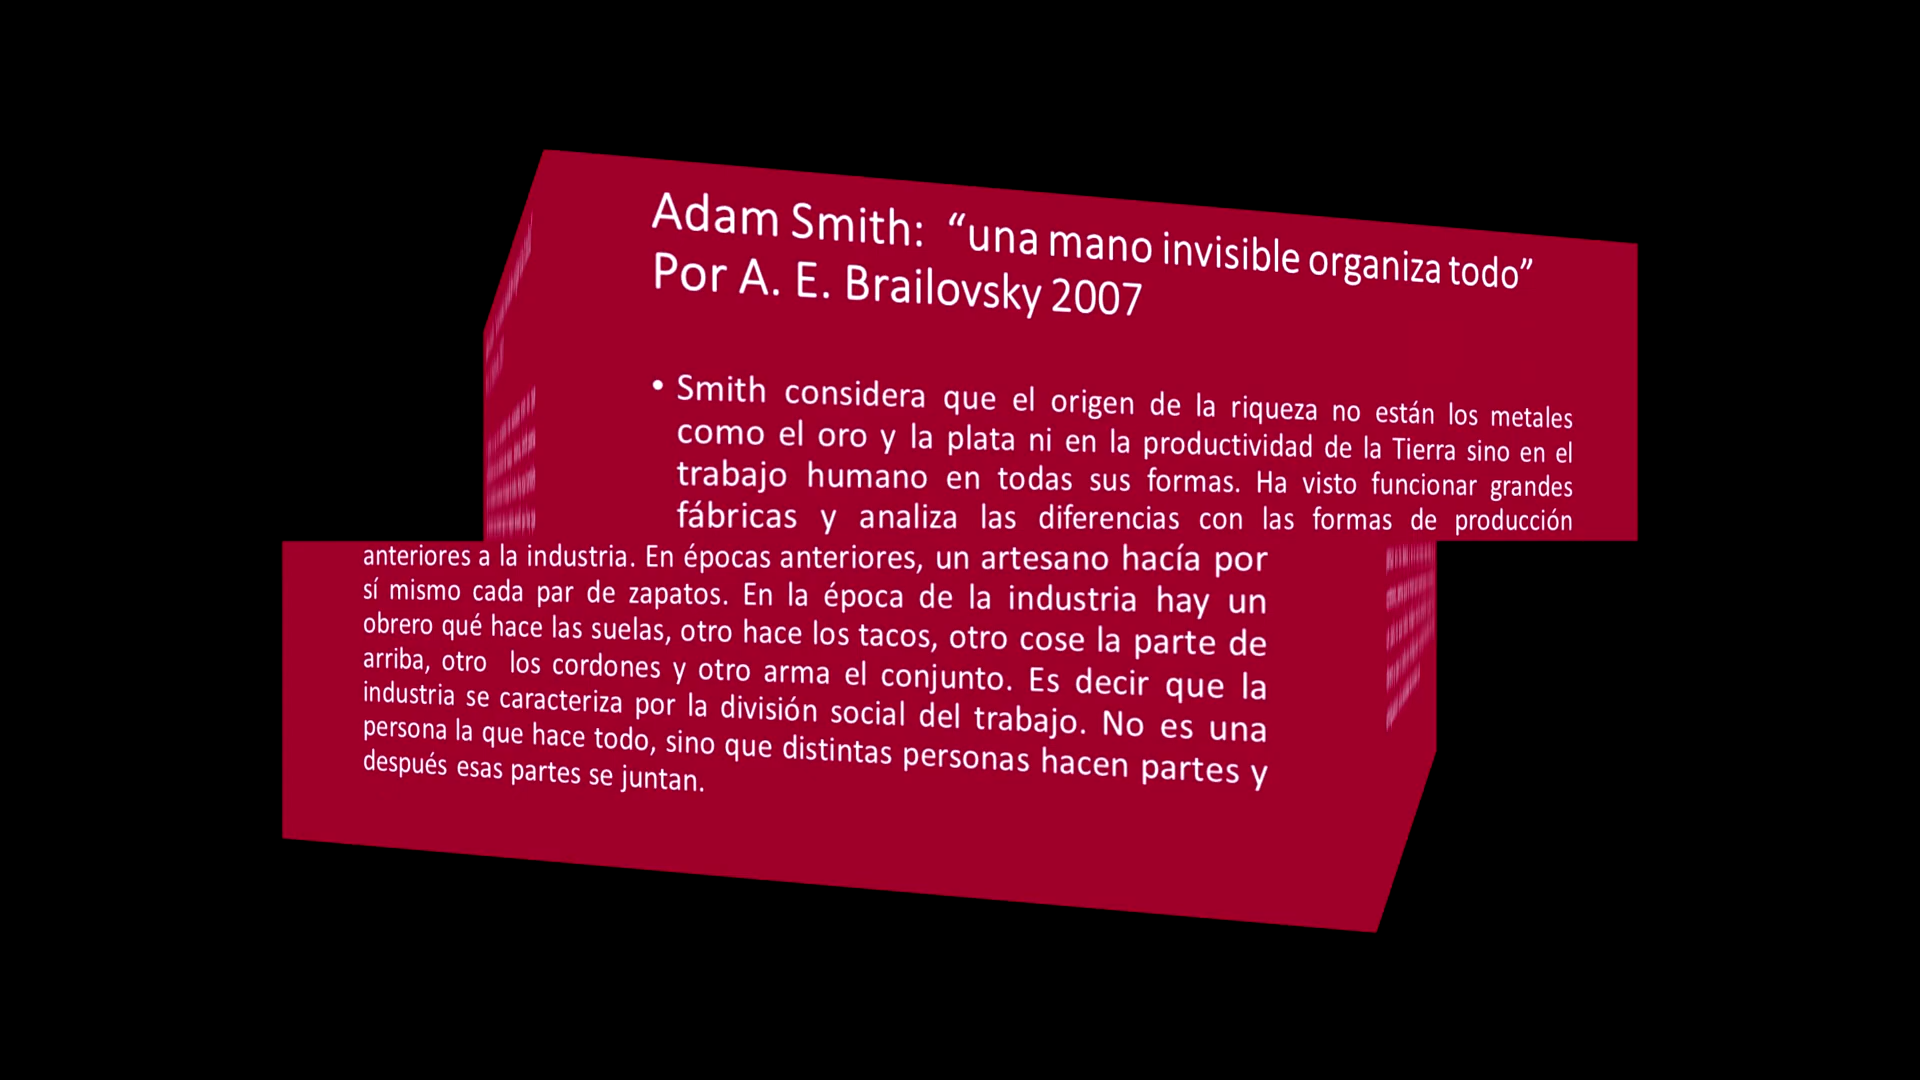 Adam Smith: “una mano invisible organiza todo”
Por A. E. Brailovsky 2007
• Smith considera que el origen de la riqueza no están los metales
como el oro y la plata ni en la productividad de la Tierra sino en el
trabajo humano en todas sus formas. Ha visto funcionar grandes
fábricas y analiza las diferencias con las formas de producción
anteriores a la industria. En épocas anteriores, un artesano hacía por
sí mismo cada par de zapatos. En la época de la industria hay un
obrero qué hace las suelas, otro hace los tacos, otro cose la parte de
arriba, otro los cordones y otro arma el conjunto. Es decir que la
industria se caracteriza por la división social del trabajo. No es una
persona la que hace todo, sino que distintas personas hacen partes y
después esas partes se juntan.